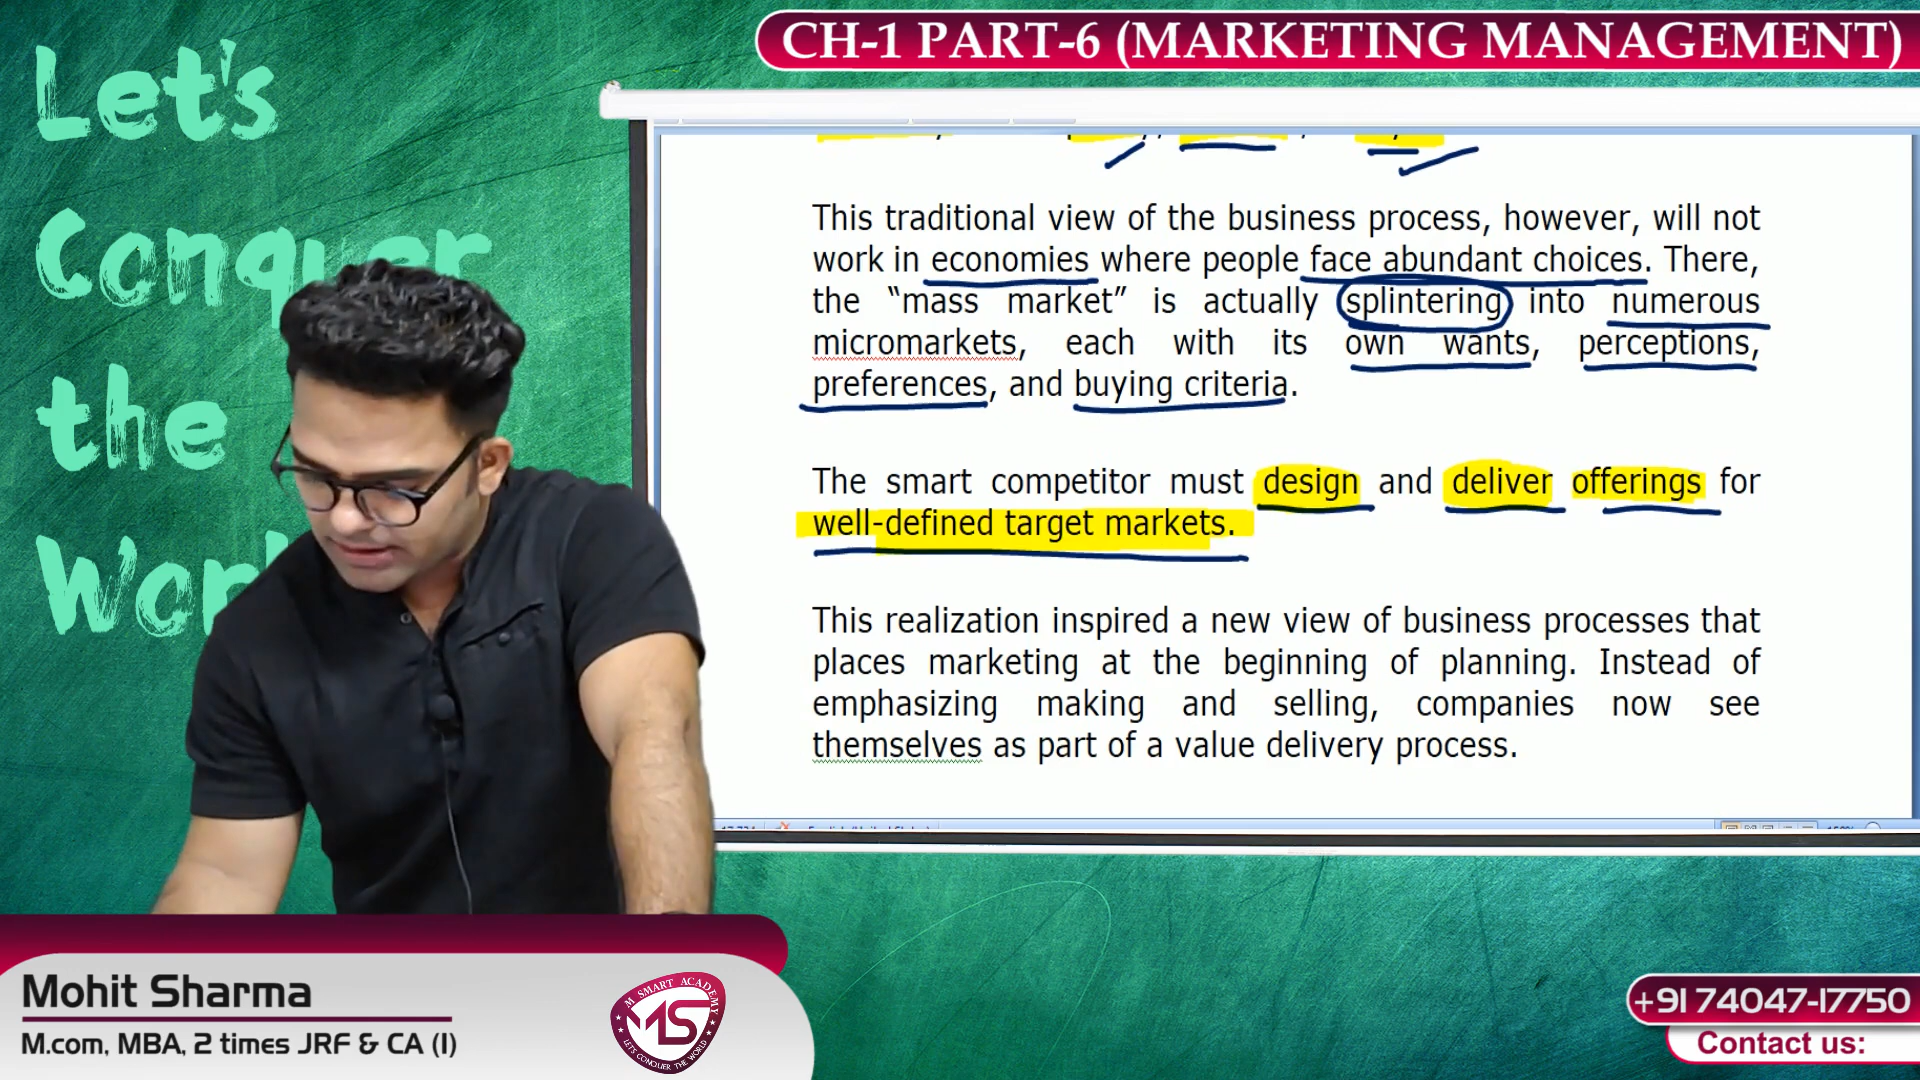 CH-1 PART-6 (MARKETING MANAGEMENT)
Let's
Conquer
the
This traditional view of the business process, however, will not
work in economies where people face abundant choices. There,
the “mass market” is actually splintering into numerous
micromarkets, each with its own wants, perceptions,
preferences, and buying criteria.
The smart competitor must design and deliver offerings for
well-defined target markets.
This realization inspired a new view of business processes that
places marketing at the beginning of planning. Instead of
emphasizing making and selling, companies now see
themselves as part of a value delivery process.
Mohit Sharma
M.com, MBA, 2 times JRF & CA (I)
M SMART ACADEMY
MS
LETS CONQUER THE WORLD
+91 74047-17750
Contact us: